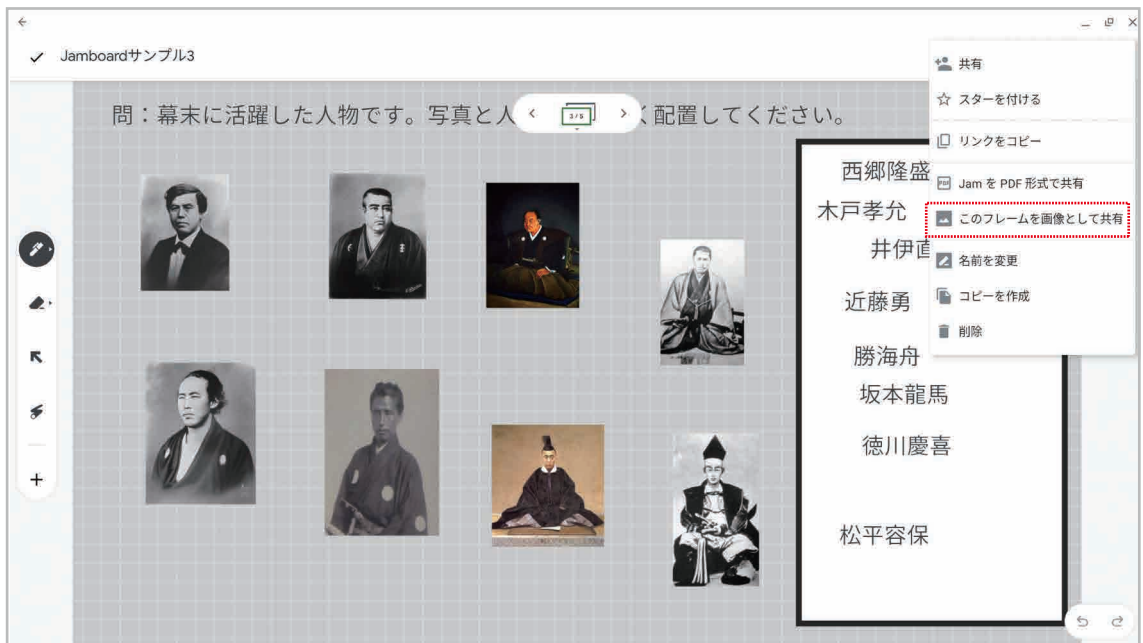 Jamboardサンプル3
問：幕末に活躍した人物です。写真と人
く配置してください。
3/5
共有
スターを付ける
リンクをコピー
PDF
Jam を PDF 形式で共有
このフレームを画像として共有
名前を変更
コピーを作成
削除
西郷隆盛
木戸孝允
井伊直
近藤勇
勝海舟
坂本龍馬
徳川慶喜
松平容保